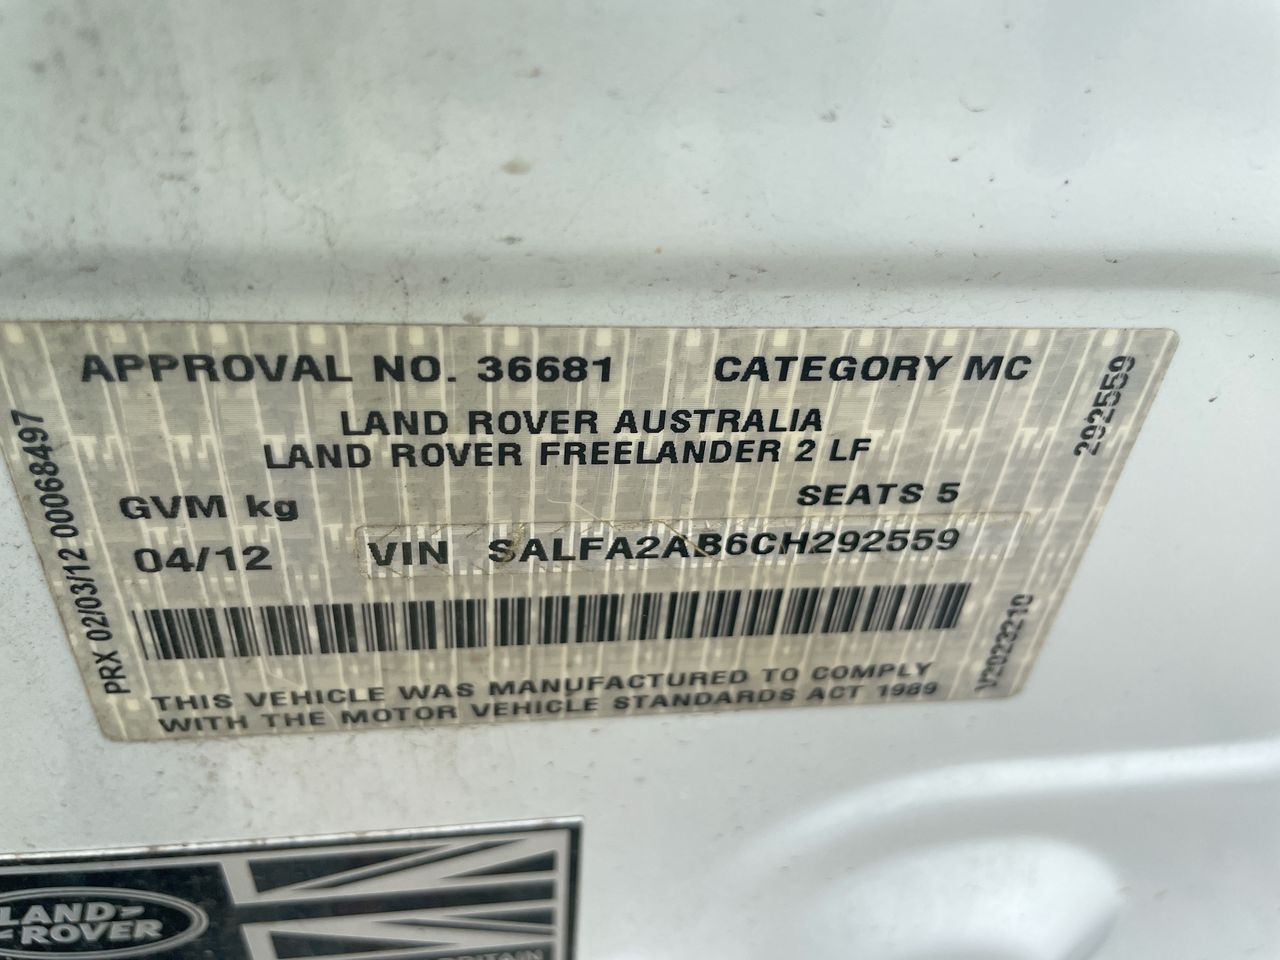 APPROVAL NO. 36681 CATEGORY MC
LAND ROVER AUSTRALIA
LAND ROVER FREELANDER 2 LF
GVM kg SEATS 5
04/12 VIN SALFA2AB6CH292559
THIS VEHICLE WAS MANUFACTURED TO COMPLY
WITH THE MOTOR VEHICLE STANDARDS ACT 1989
PRX 02/03/12 00068497
292559
V2023210
LAND-
ROVER